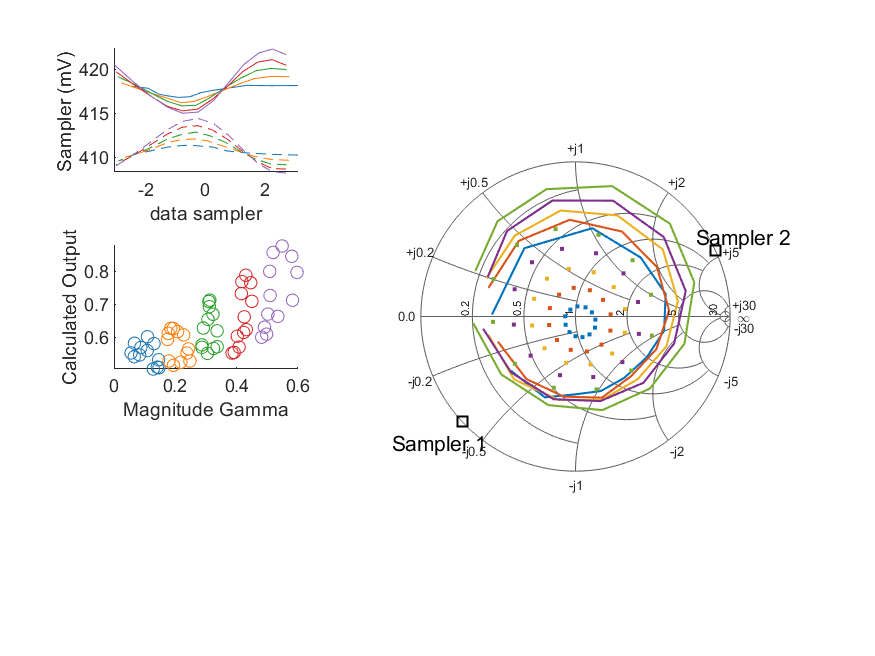 Sampler (mV)
420
415
410
-2 0 2
data sampler
Calculated Output
0.8
0.7
0.6
0 0.2 0.4 0.6
Magnitude Gamma
+j1
+j0.5
+j2
+j0.2
Sampler 2
+j5
0.0
0.2
0.5
1
2
5
30
+j30
∞
-j30
-j0.2
-j5
Sampler 1
-j0.5
-j2
-j1